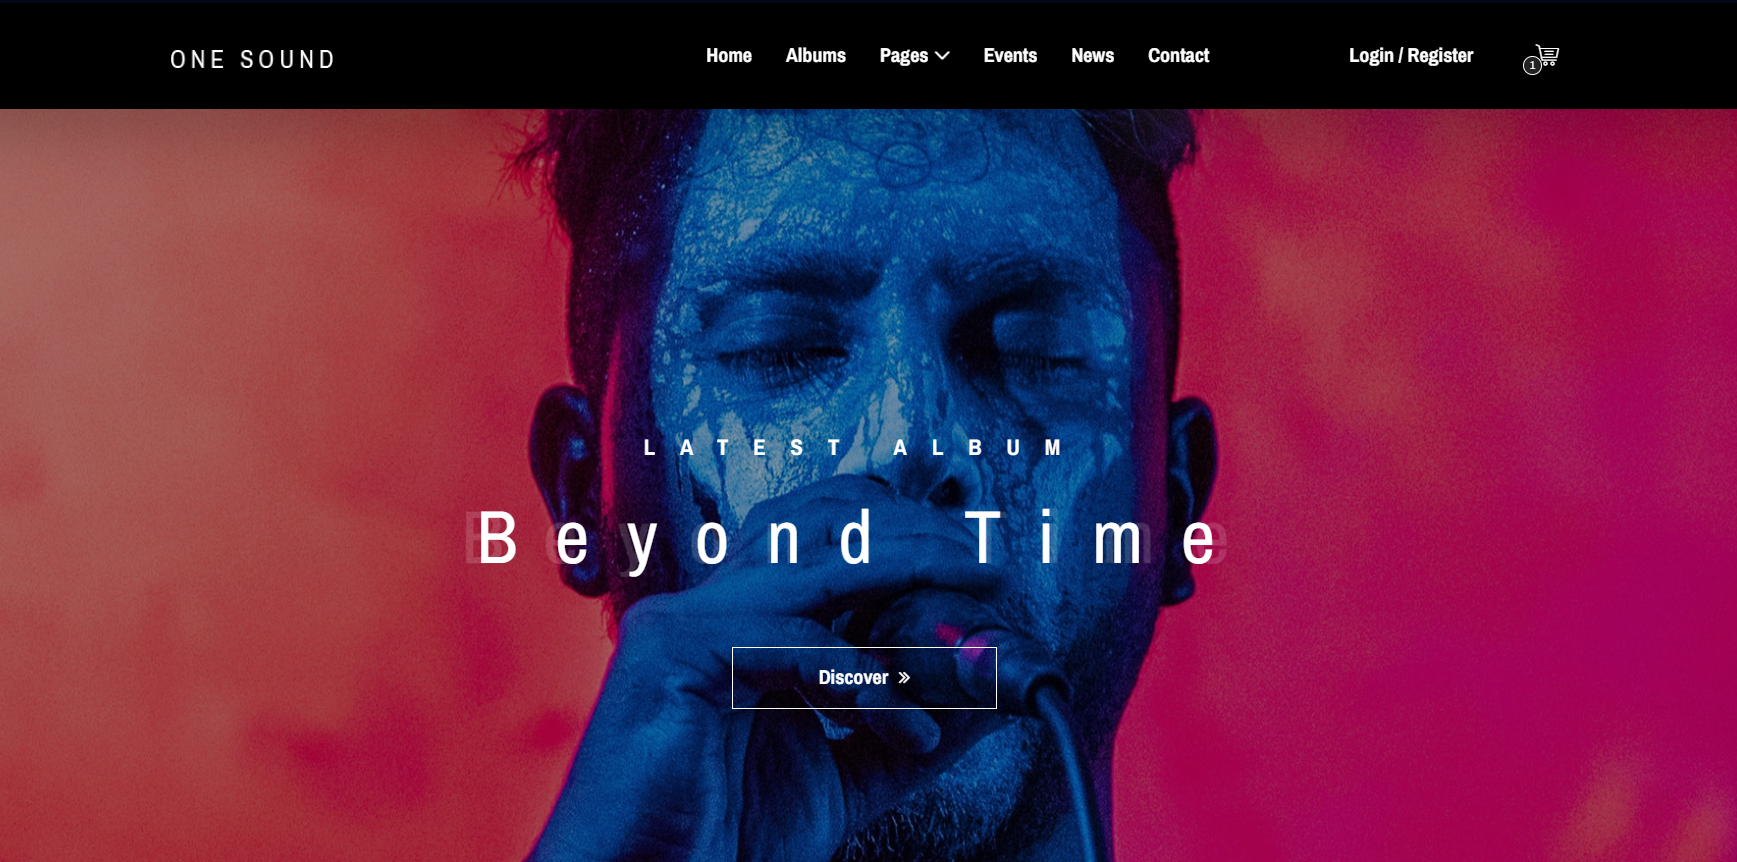 ONE SOUND
Home Albums Pages Events News Contact Login / Register 1
LATEST ALBUM
Beyond Time
Discover »